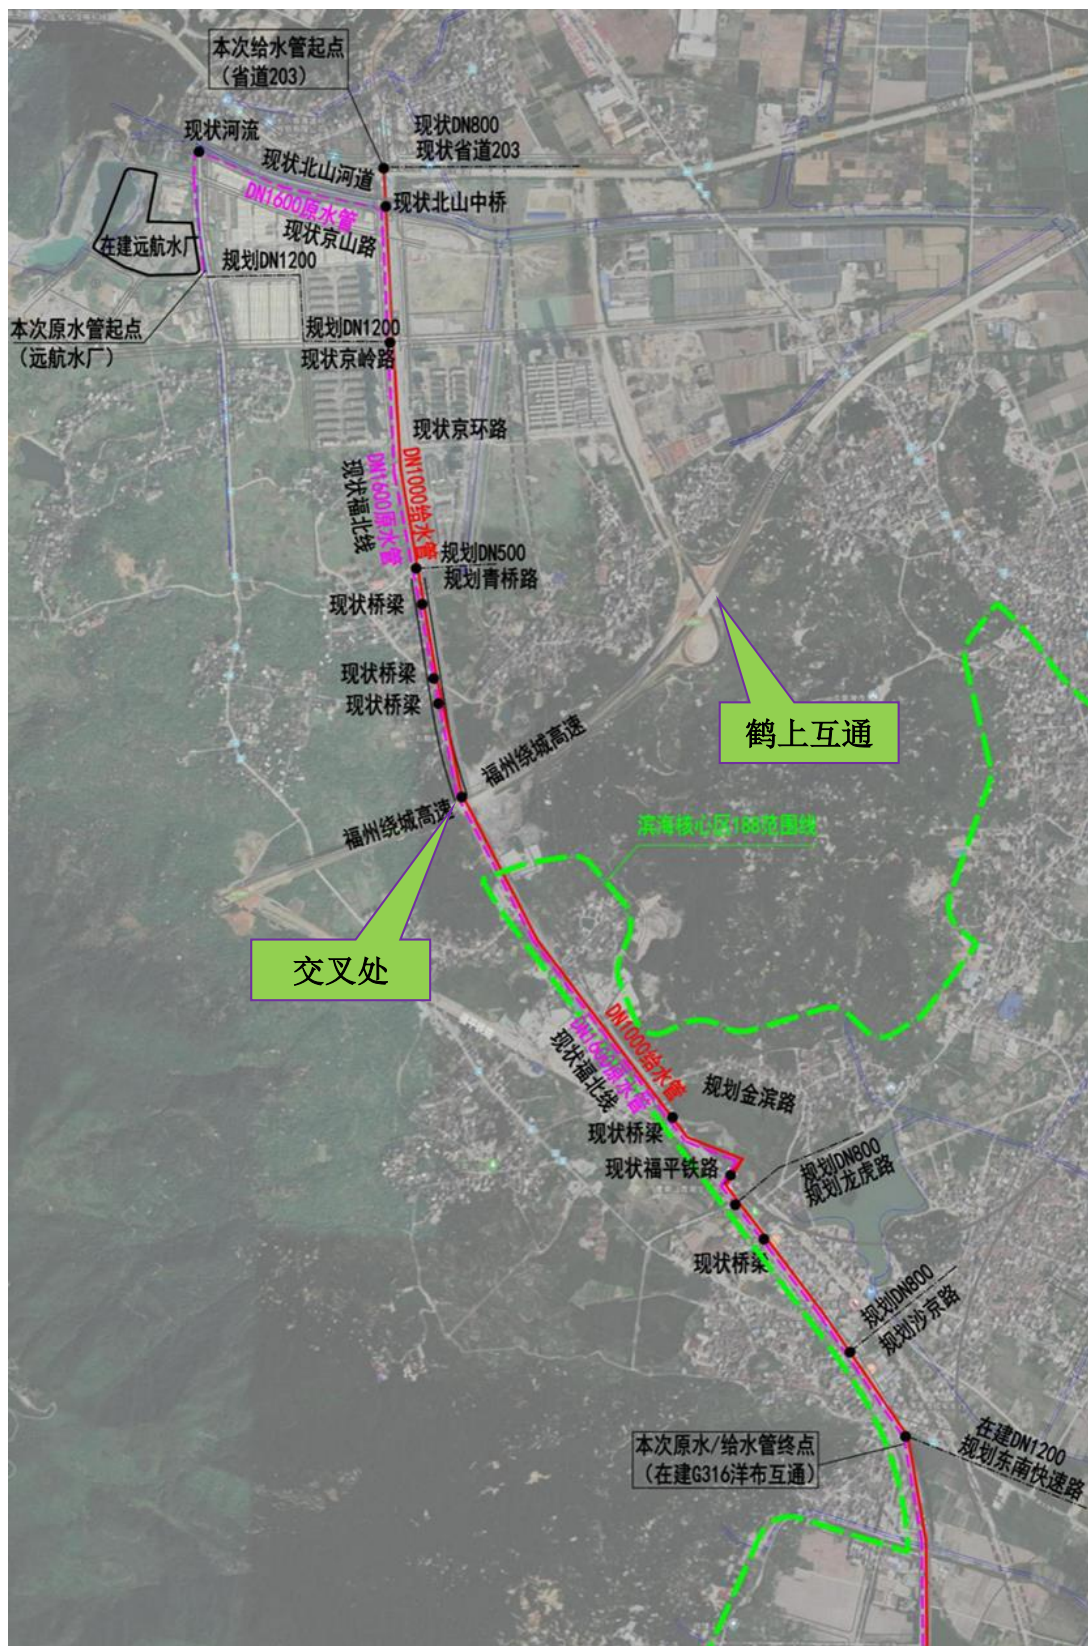 本次给水管起点
（省道203）
现状河流
现状DN800
现状省道203
现状北山河道
DN1600原水管
现状北山中桥
现状京山路
在建远航水厂
规划DN1200
本次原水管起点
（远航水厂）
规划DN1200
现状京岭路
现状京环路
DN1000给水管
DN1600原水管
现状福北线
规划DN500
规划青桥路
现状桥梁
现状桥梁
现状桥梁
鹤上互通
福州绕城高速
福州绕城高速
滨海核心区188范围线
交叉处
DN1000给水管
DN1600原水管
现状福北线
规划金滨路
现状桥梁
现状福平铁路
规划DN800
规划龙虎路
现状桥梁
规划DN800
规划沙京路
本次原水/给水管终点
（在建G316洋布互通）
在建DN1200
规划东南快速路